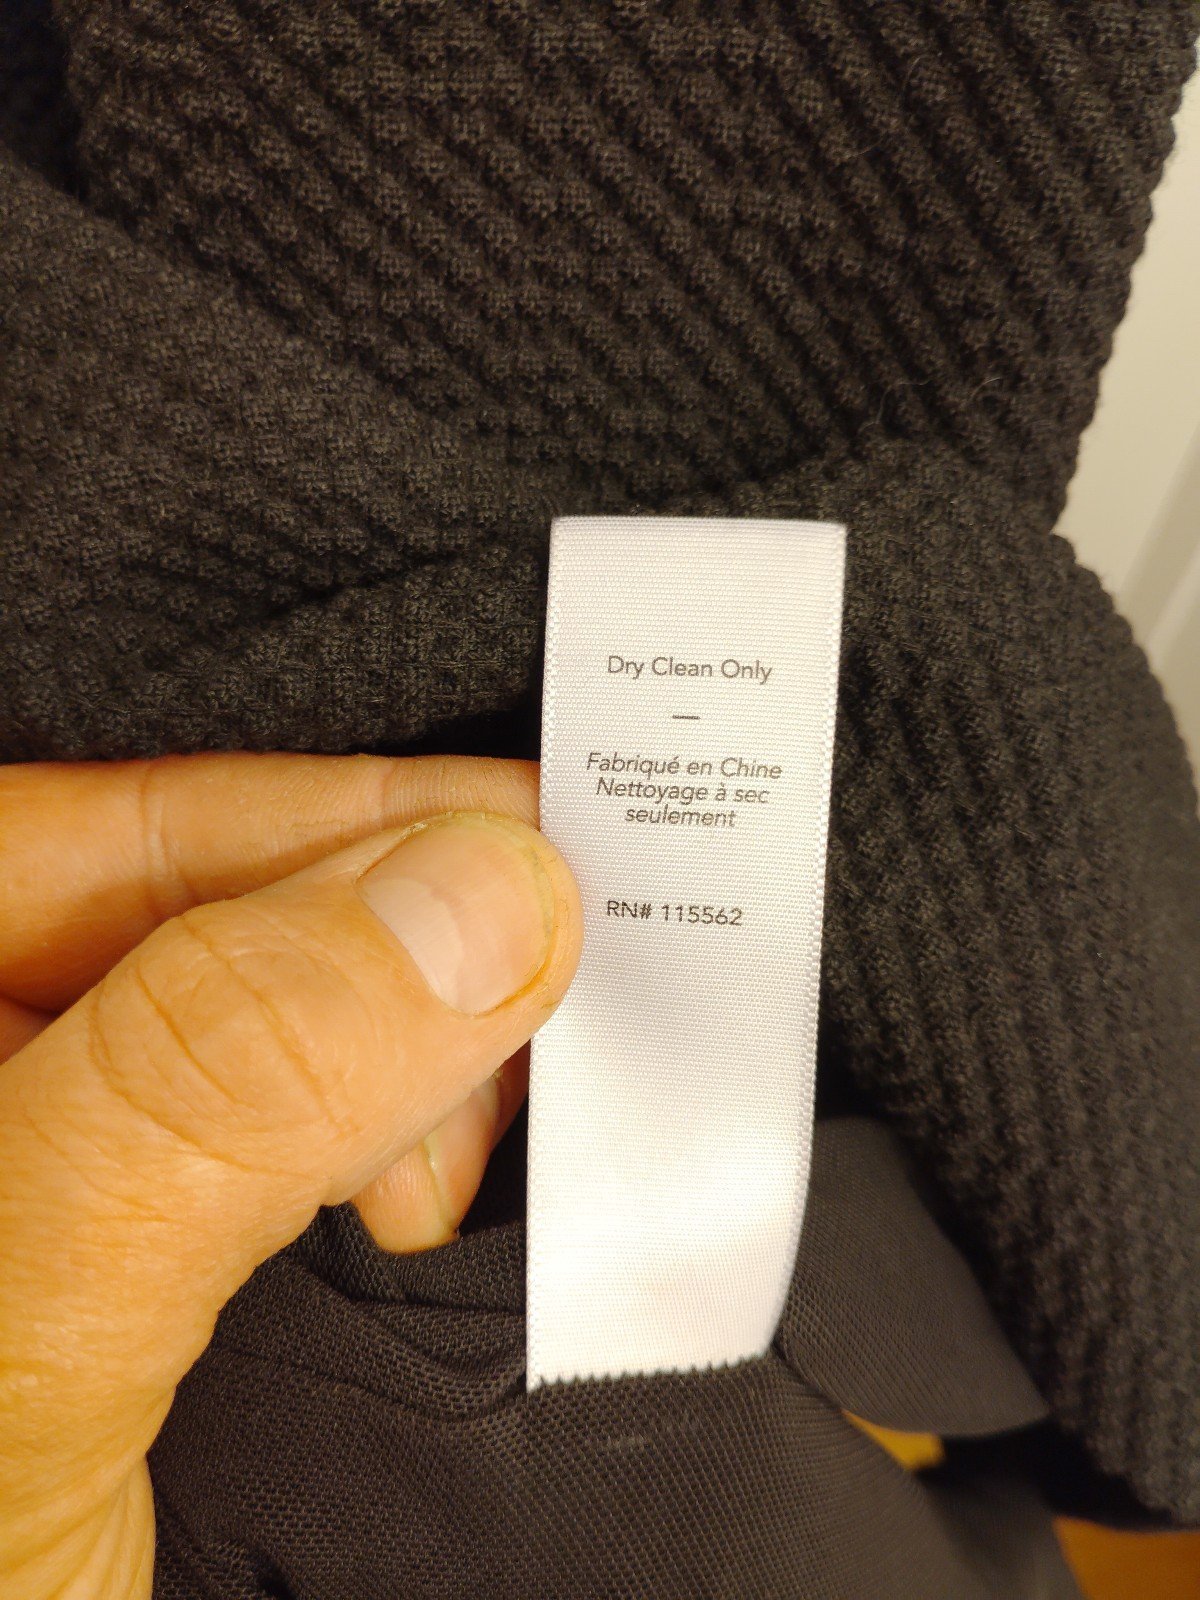 Dry Clean Only
—
Fabriqué en Chine
Nettoyage à sec
seulement
RN# 115562